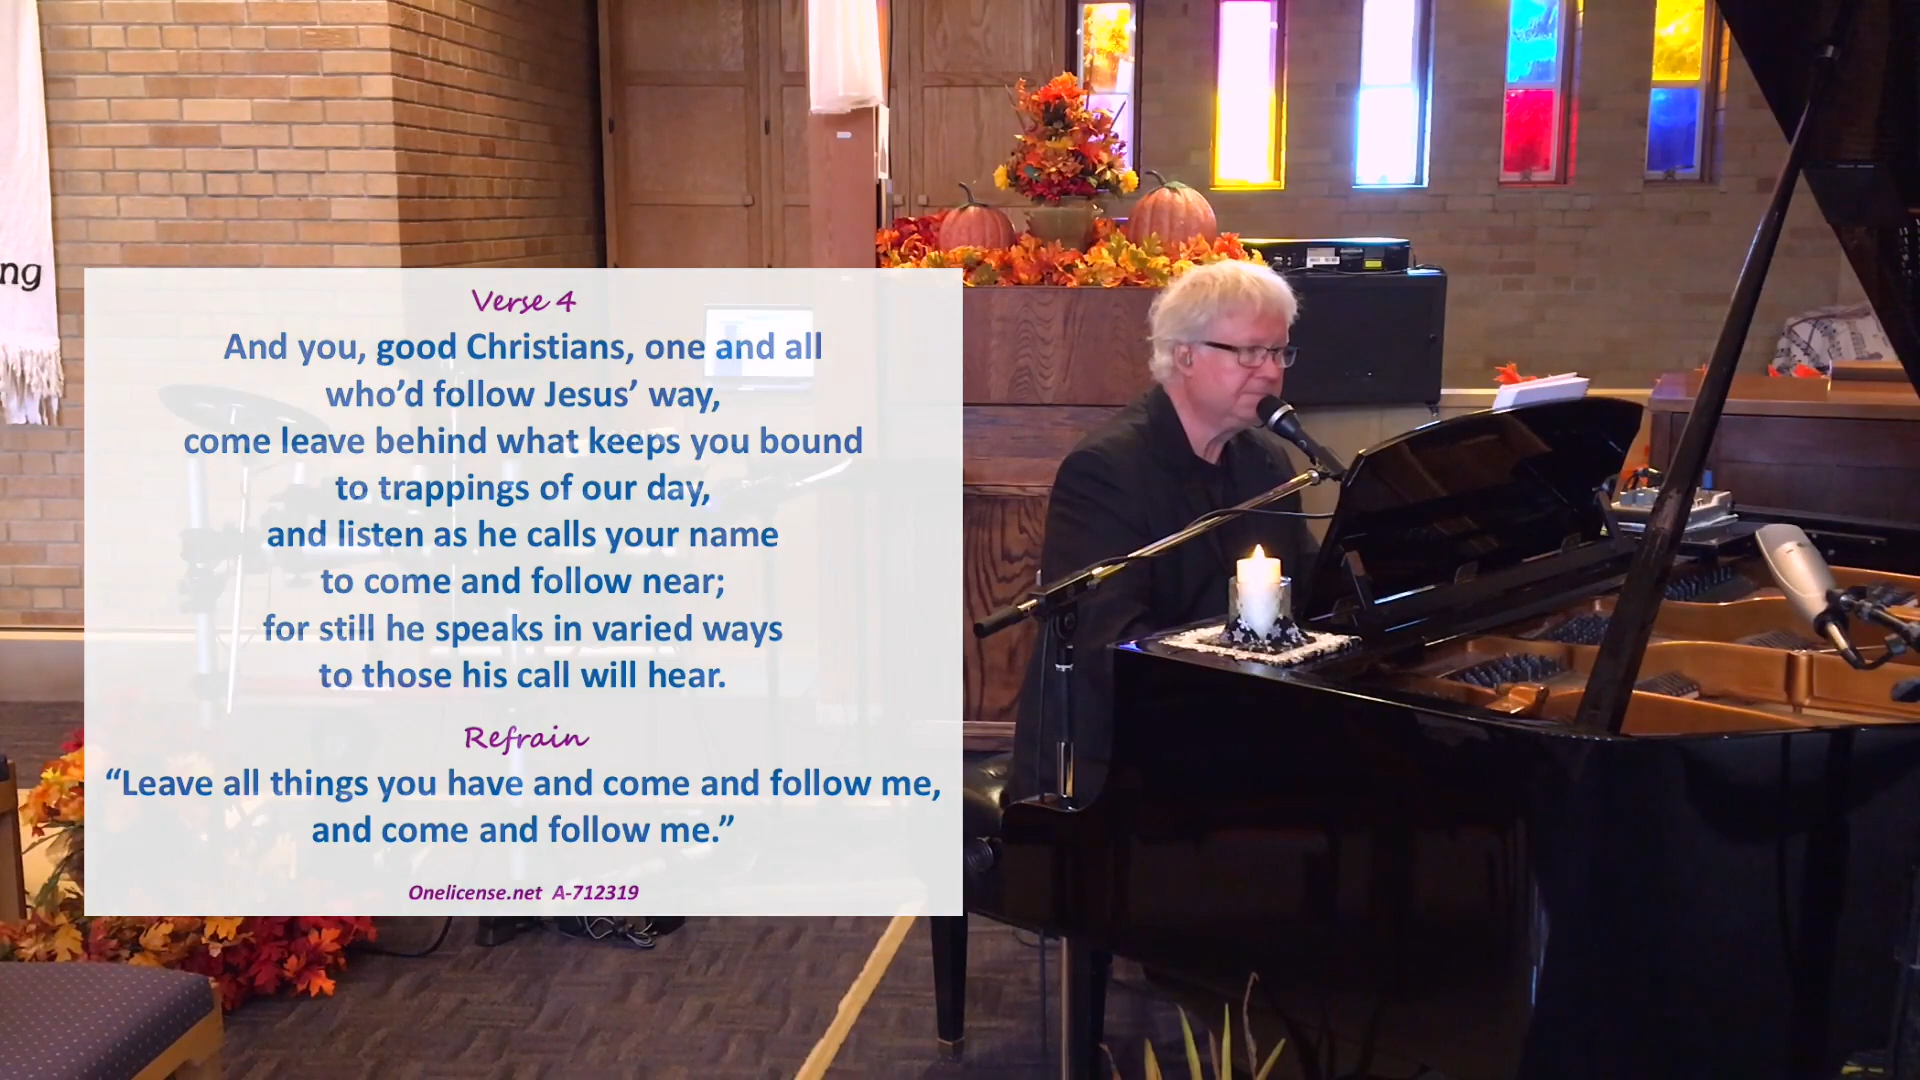 ng
Verse 4
And you, good Christians, one and all
who’d follow Jesus’ way,
come leave behind what keeps you bound
to trappings of our day,
and listen as he calls your name
to come and follow near;
for still he speaks in varied ways
to those his call will hear.
Refrain
“Leave all things you have and come and follow me,
and come and follow me.”
Onelicense.net A-712319